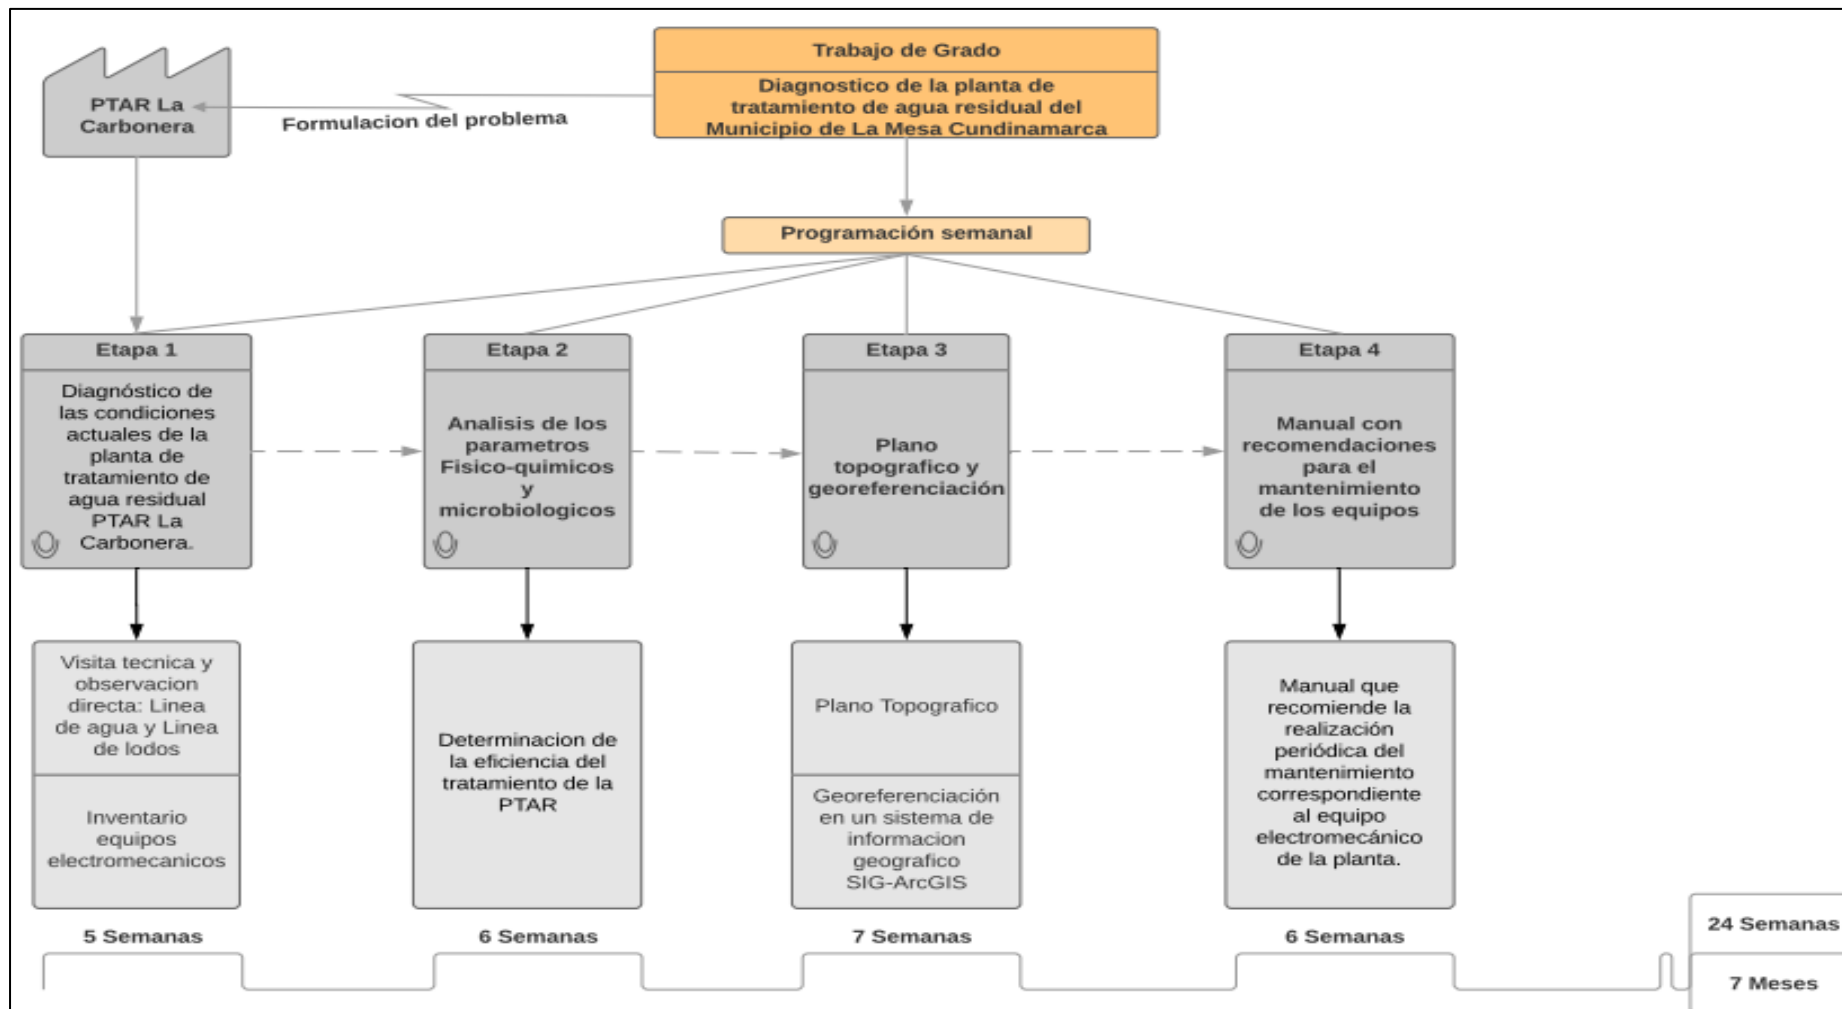 Trabajo de Grado
Diagnostico de la planta de
tratamiento de agua residual del
Municipio de La Mesa Cundinamarca
PTAR La
Carbonera
Formulacion del problema
Programación semanal
Etapa 1
Diagnóstico de
las condiciones
actuales de la
planta de
tratamiento de
agua residual
PTAR La
Carbonera.
Etapa 2
Analisis de los
parametros
Fisico-quimicos
y
microbiologicos
Etapa 3
Plano
topografico y
georeferenciación
Etapa 4
Manual con
recomendaciones
para el
mantenimiento
de los equipos
Visita tecnica y
observacion
directa: Linea
de agua y Linea
de lodos
Inventario
equipos
electromecanicos
Determinacion de
la eficiencia del
tratamiento de la
PTAR
Plano Topografico
Georeferenciación
en un sistema de
informacion
geografico
SIG-ArcGIS
Manual que
recomiende la
realización
periódica del
mantenimiento
correspondiente
al equipo
electromecánico
de la planta.
5 Semanas
6 Semanas
7 Semanas
6 Semanas
24 Semanas
7 Meses